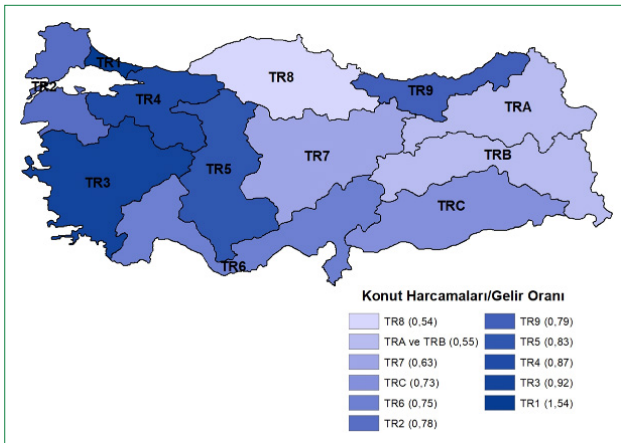 TR1
TR2
TR4
TR8
TR9
TRA
TRB
TR7
TR5
TR3
TRC
TR6
Konut Harcamaları/Gelir Oranı
TR8 (0,54)
TRA ve TRB (0,55)
TR7 (0,63)
TRC (0,73)
TR6 (0,75)
TR2 (0,78)
TR9 (0,79)
TR5 (0,83)
TR4 (0,87)
TR3 (0,92)
TR1 (1,54)